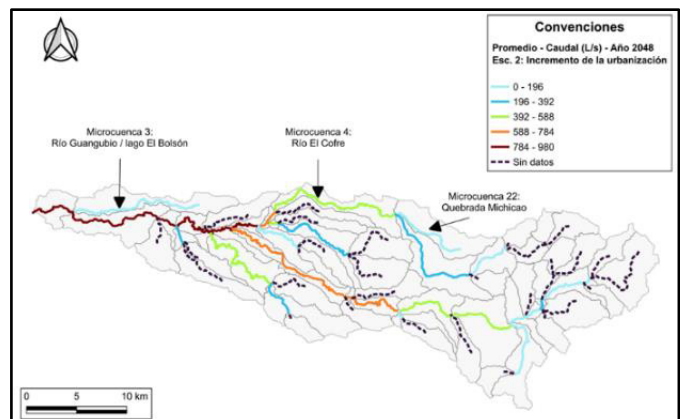 Convenciones
Promedio - Caudal (L/s) - Año 2048
Esc. 2: Incremento de la urbanización
0 - 196
196 - 392
392 - 588
588 - 784
784 - 980
Sin datos
Microcuenca 3:
Río Guangubio / lago El Bolsón
Microcuenca 4:
Río El Cofre
Microcuenca 22:
Quebrada Michicao
0 5 10 km